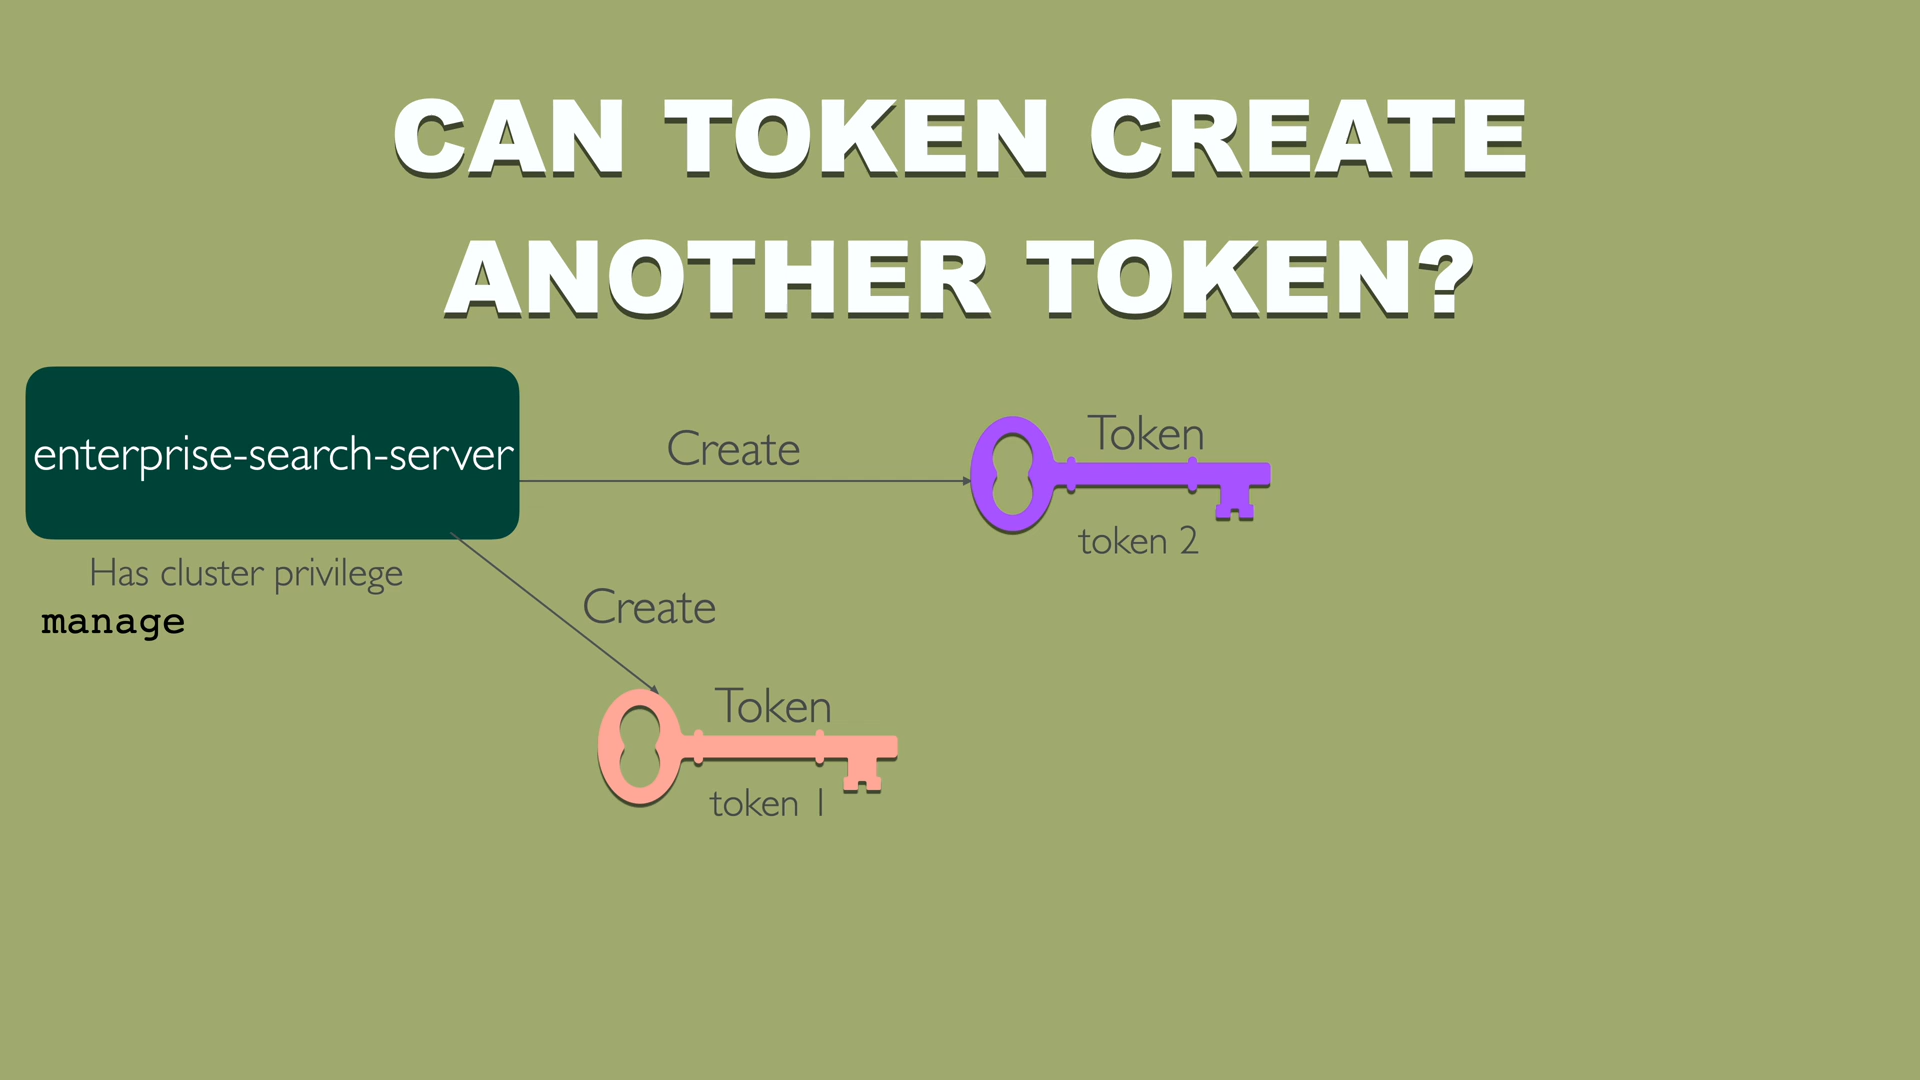 CAN TOKEN CREATE
ANOTHER TOKEN?
enterprise-search-server
Has cluster privilege
manage
Create
Token
token 2
Create
Token
token 1